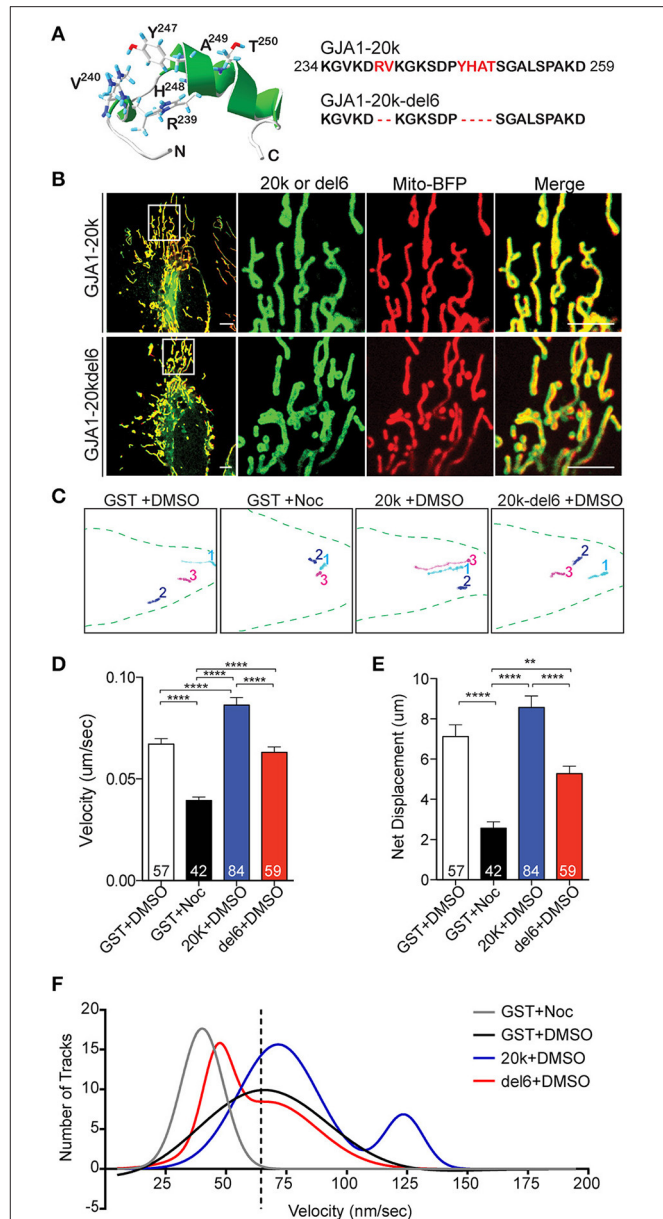 A
Y247
A249
T250
V240
H248
R239
N
C
GJA1-20k
234 KGVKDRVKGKSDPYHATSGALSPAKD 259
GJA1-20k-del6
KGVKD--KGKSDP----SGALSPAKD
B
20k or del6
Mito-BFP
Merge
GJA1-20k
GJA1-20kdel6
C
GST +DMSO
GST +Noc
20k +DMSO
20k-del6 +DMSO
1
3
2
2
1
3
3
1
2
2
3
1
D
****
****
****
****
****
Velocity (um/sec)
0.10
0.05
0.00
57
42
84
59
GST+DMSO
GST+Noc
20K+DMSO
del6+DMSO
E
**
****
****
****
Net Displacement (um)
10
8
6
4
2
0
57
42
84
59
GST+DMSO
GST+Noc
20K+DMSO
del6+DMSO
F
Number of Tracks
20
15
10
5
0
-5
GST+Noc
GST+DMSO
20k+DMSO
del6+DMSO
25
50
75
100
125
150
175
200
Velocity (nm/sec)